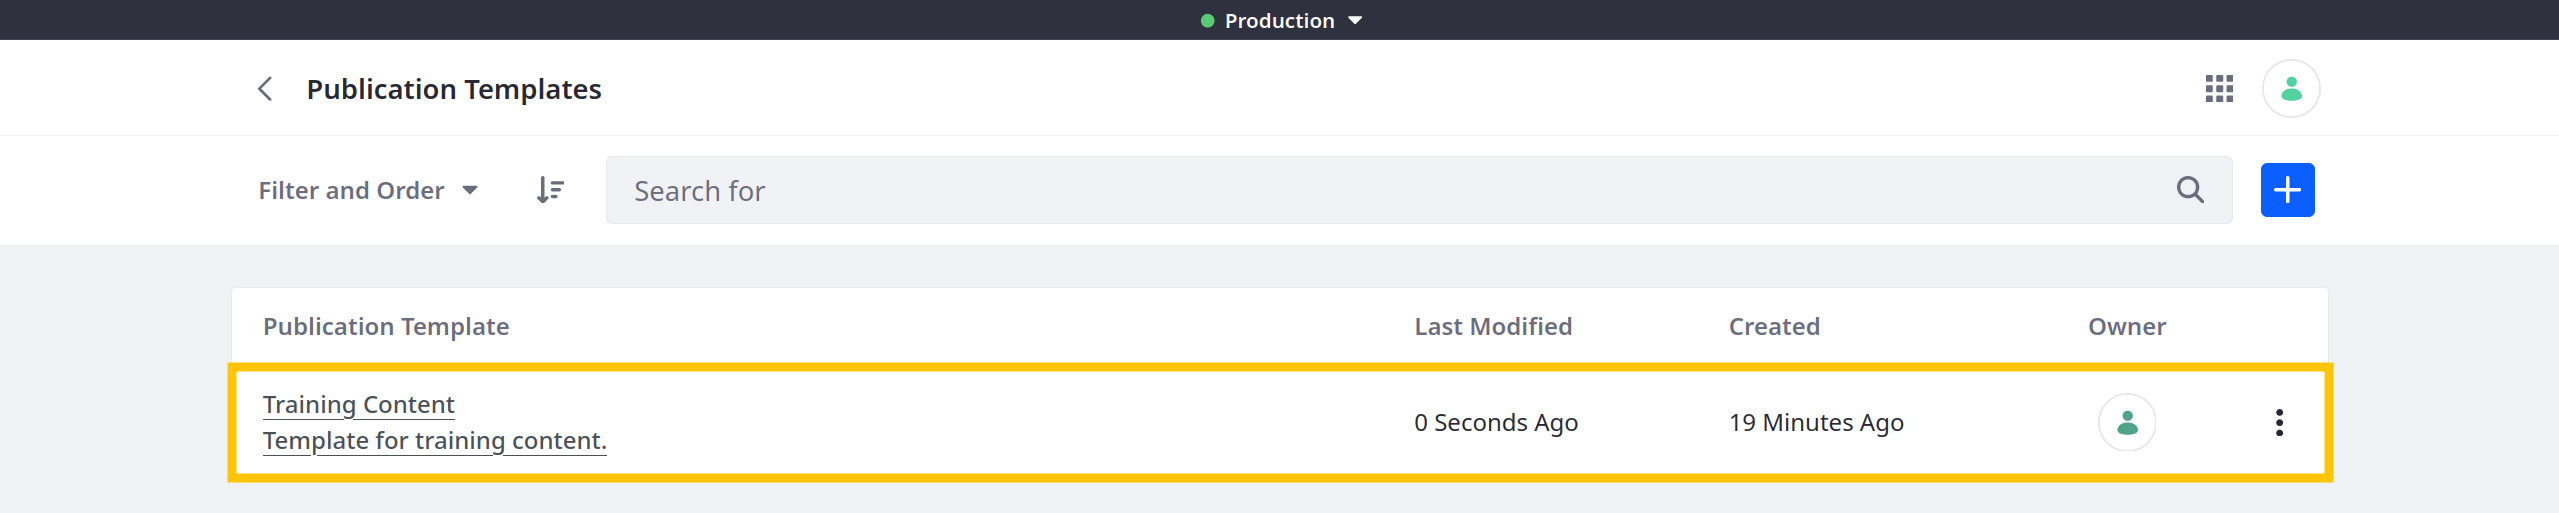 Production
Publication Templates
Filter and Order
Search for
Publication Template Last Modified Created Owner
Training Content
Template for training content.
0 Seconds Ago 19 Minutes Ago